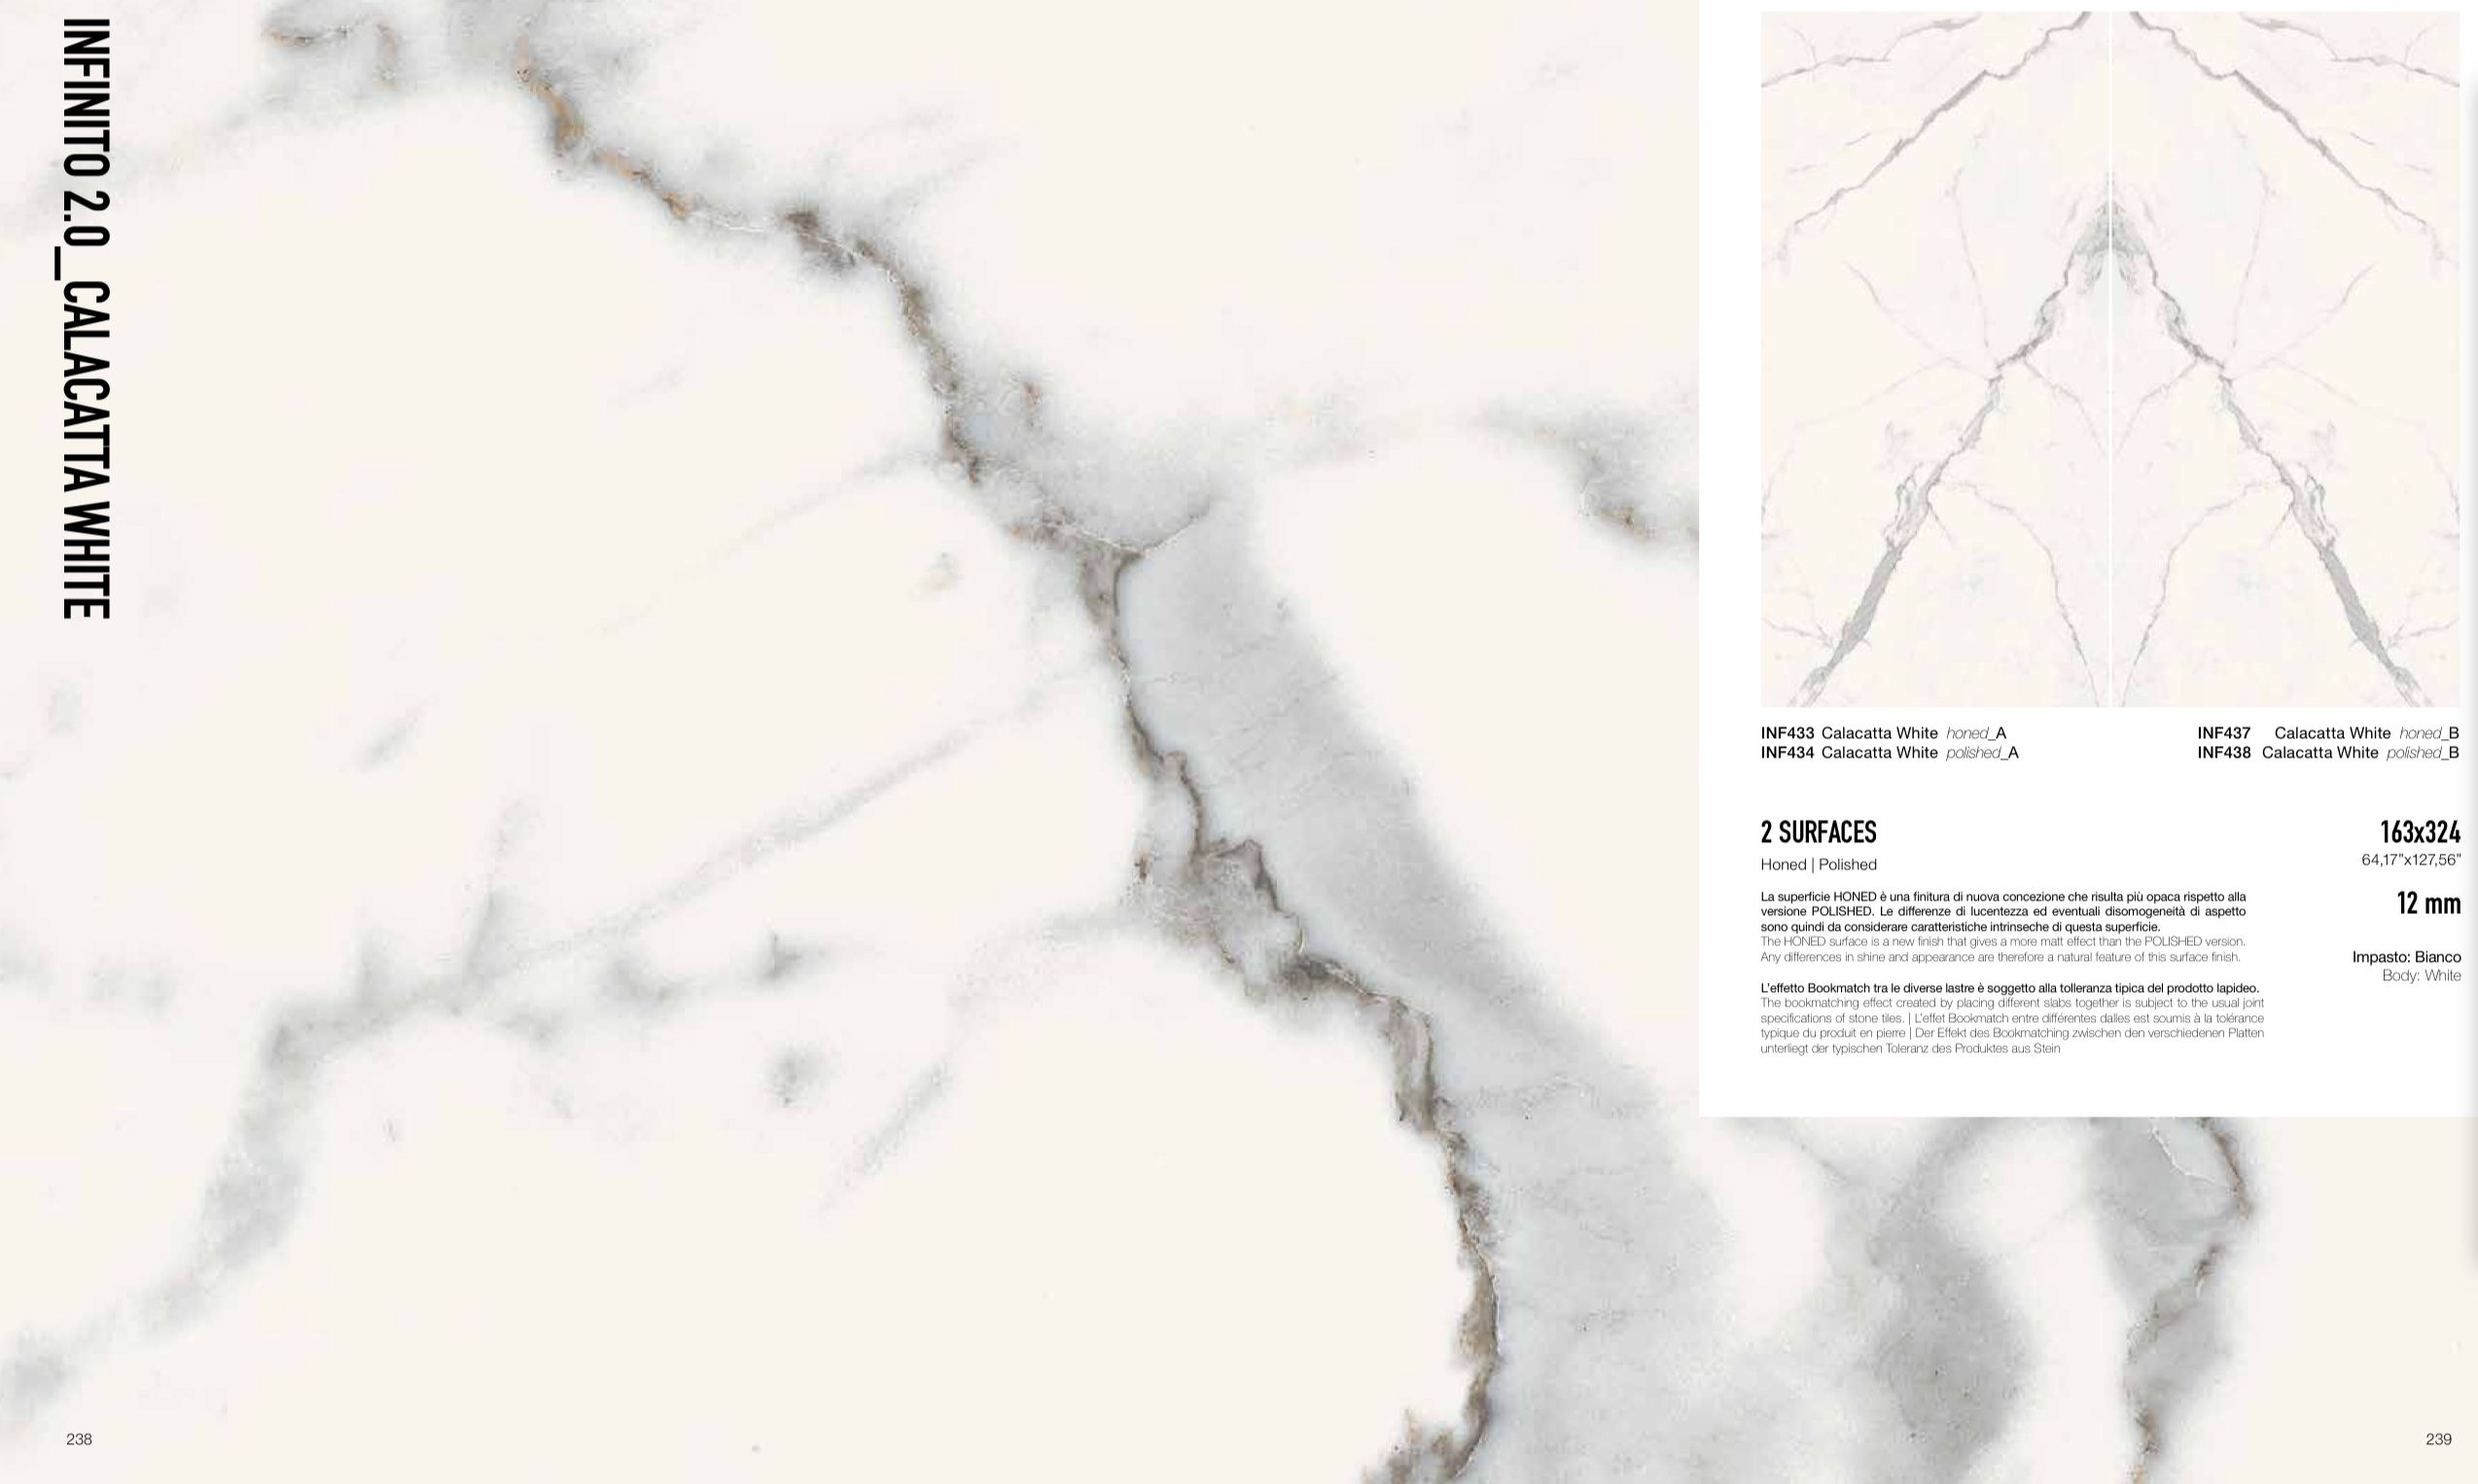 INFINITO 2.0_CALACATTA WHITE
INF433 Calacatta White honed_A
INF434 Calacatta White polished_A
INF437 Calacatta White honed_B
INF438 Calacatta White polished_B
2 SURFACES
Honed | Polished
163x324
64,17”x127,56”
12 mm
Impasto: Bianco
Body: White
La superficie HONED è una finitura di nuova concezione che risulta più opaca rispetto alla
versione POLISHED. Le differenze di lucentezza ed eventuali disomogeneità di aspetto
sono quindi da considerare caratteristiche intrinseche di questa superficie.
The HONED surface is a new finish that gives a more matt effect than the POLISHED version.
Any differences in shine and appearance are therefore a natural feature of this surface finish.
L’effetto Bookmatch tra le diverse lastre è soggetto alla tolleranza tipica del prodotto lapideo.
The bookmatching effect created by placing different slabs together is subject to the usual joint
specifications of stone tiles. | L’effet Bookmatch entre différentes dalles est soumis à la tolérance
typique du produit en pierre | Der Effekt des Bookmatching zwischen den verschiedenen Platten
unterliegt der typischen Toleranz des Produktes aus Stein
238
239